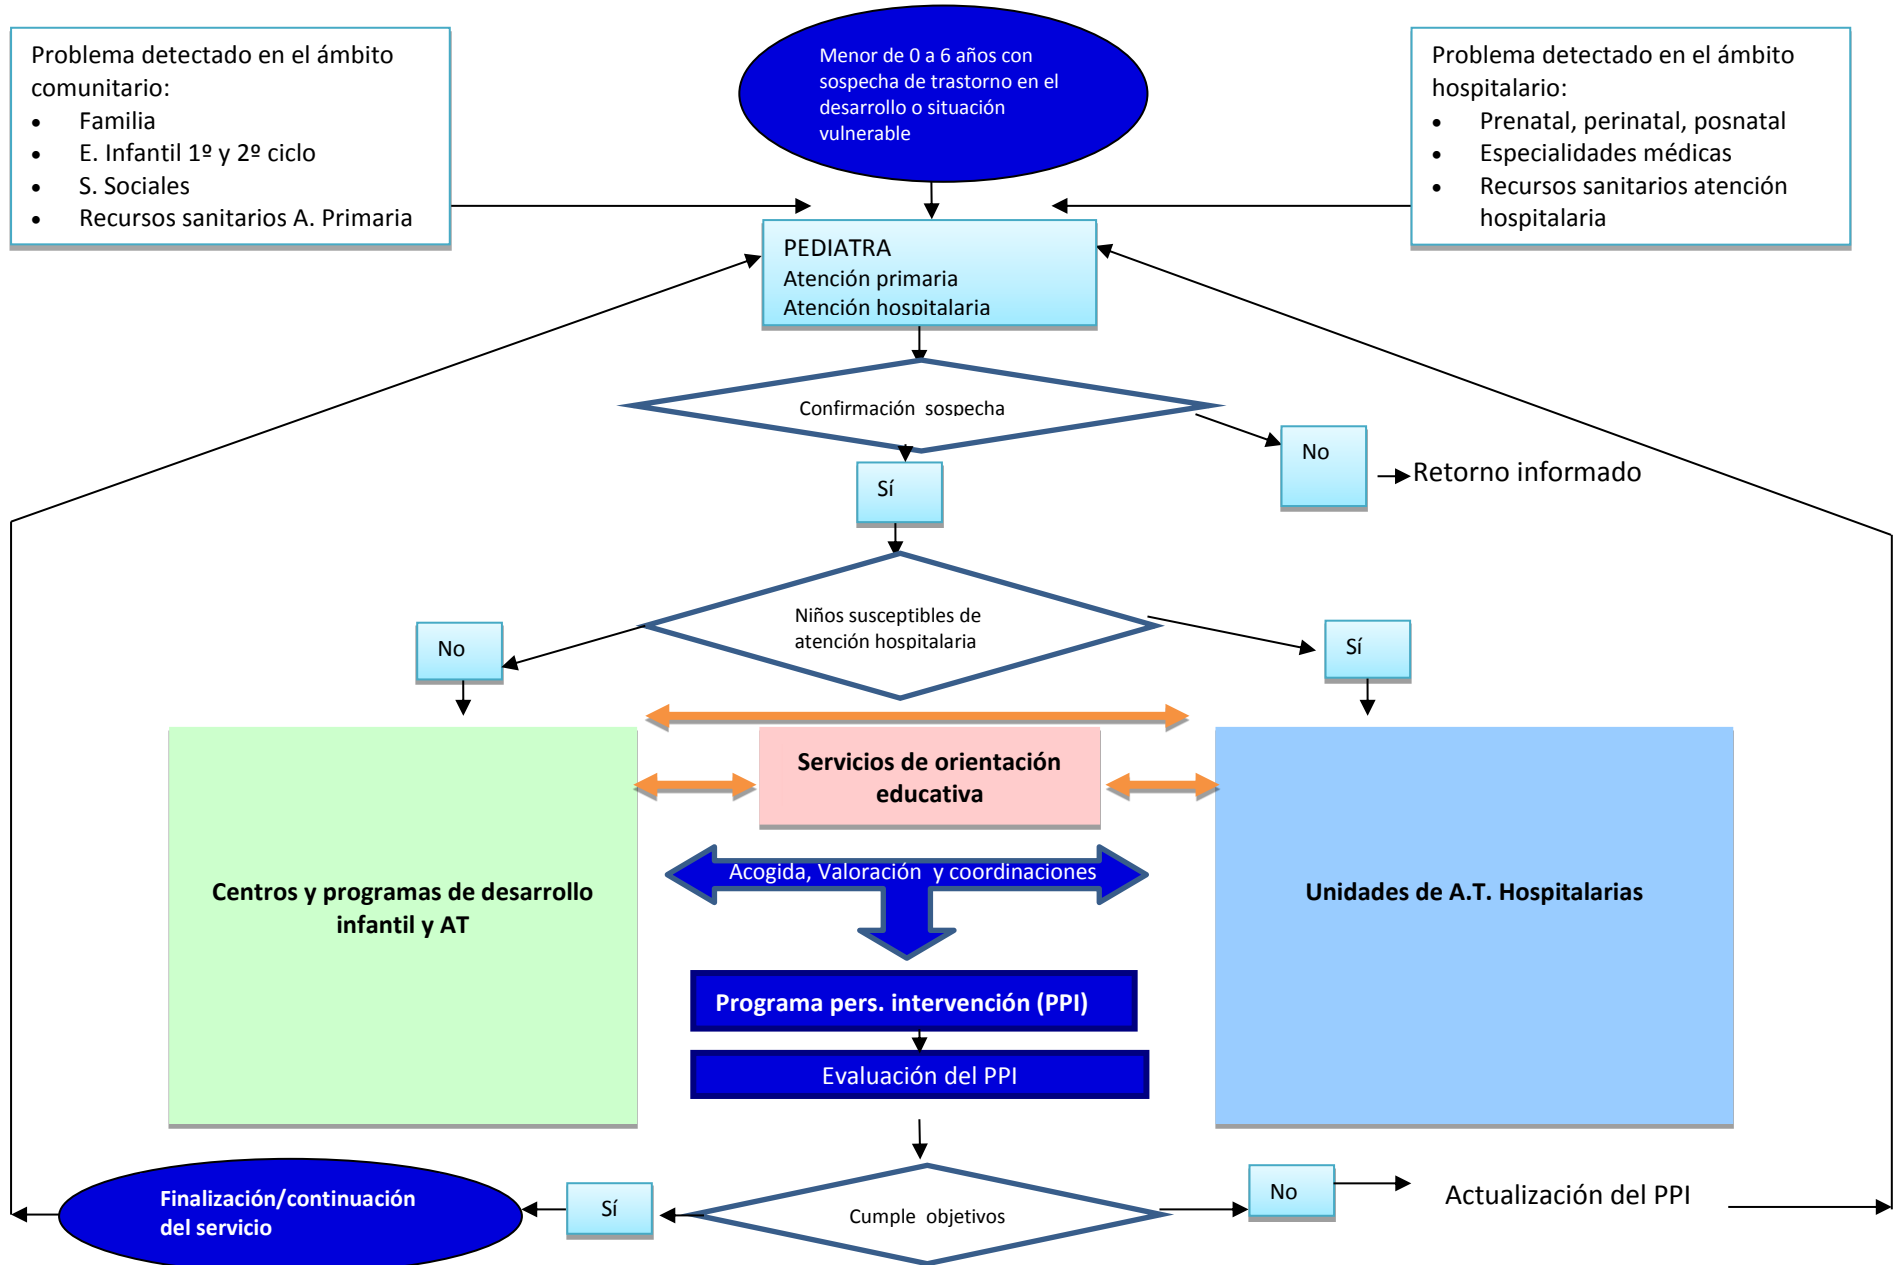 Problema detectado en el ámbito
comunitario:
• Familia
• E. Infantil 1º y 2º ciclo
• S. Sociales
• Recursos sanitarios A. Primaria
Menor de 0 a 6 años con
sospecha de trastorno en el
desarrollo o situación
vulnerable
Problema detectado en el ámbito
hospitalario:
• Prenatal, perinatal, posnatal
• Especialidades médicas
• Recursos sanitarios atención
hospitalaria
PEDIATRA
Atención primaria
Atención hospitalaria
Confirmación sospecha
No
Retorno informado
Sí
Niños susceptibles de
atención hospitalaria
No
Sí
Servicios de orientación
educativa
Acogida, Valoración y coordinaciones
Centros y programas de desarrollo
infantil y AT
Unidades de A.T. Hospitalarias
Programa pers. intervención (PPI)
Evaluación del PPI
Finalización/continuación
del servicio
Sí
Cumple objetivos
No
Actualización del PPI